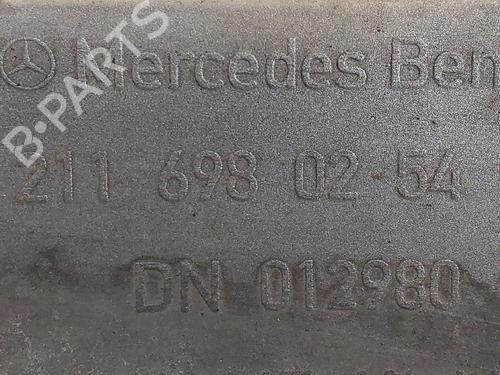 Mercedes Ben
211 698 02 54
DN 012980
B-PARTS